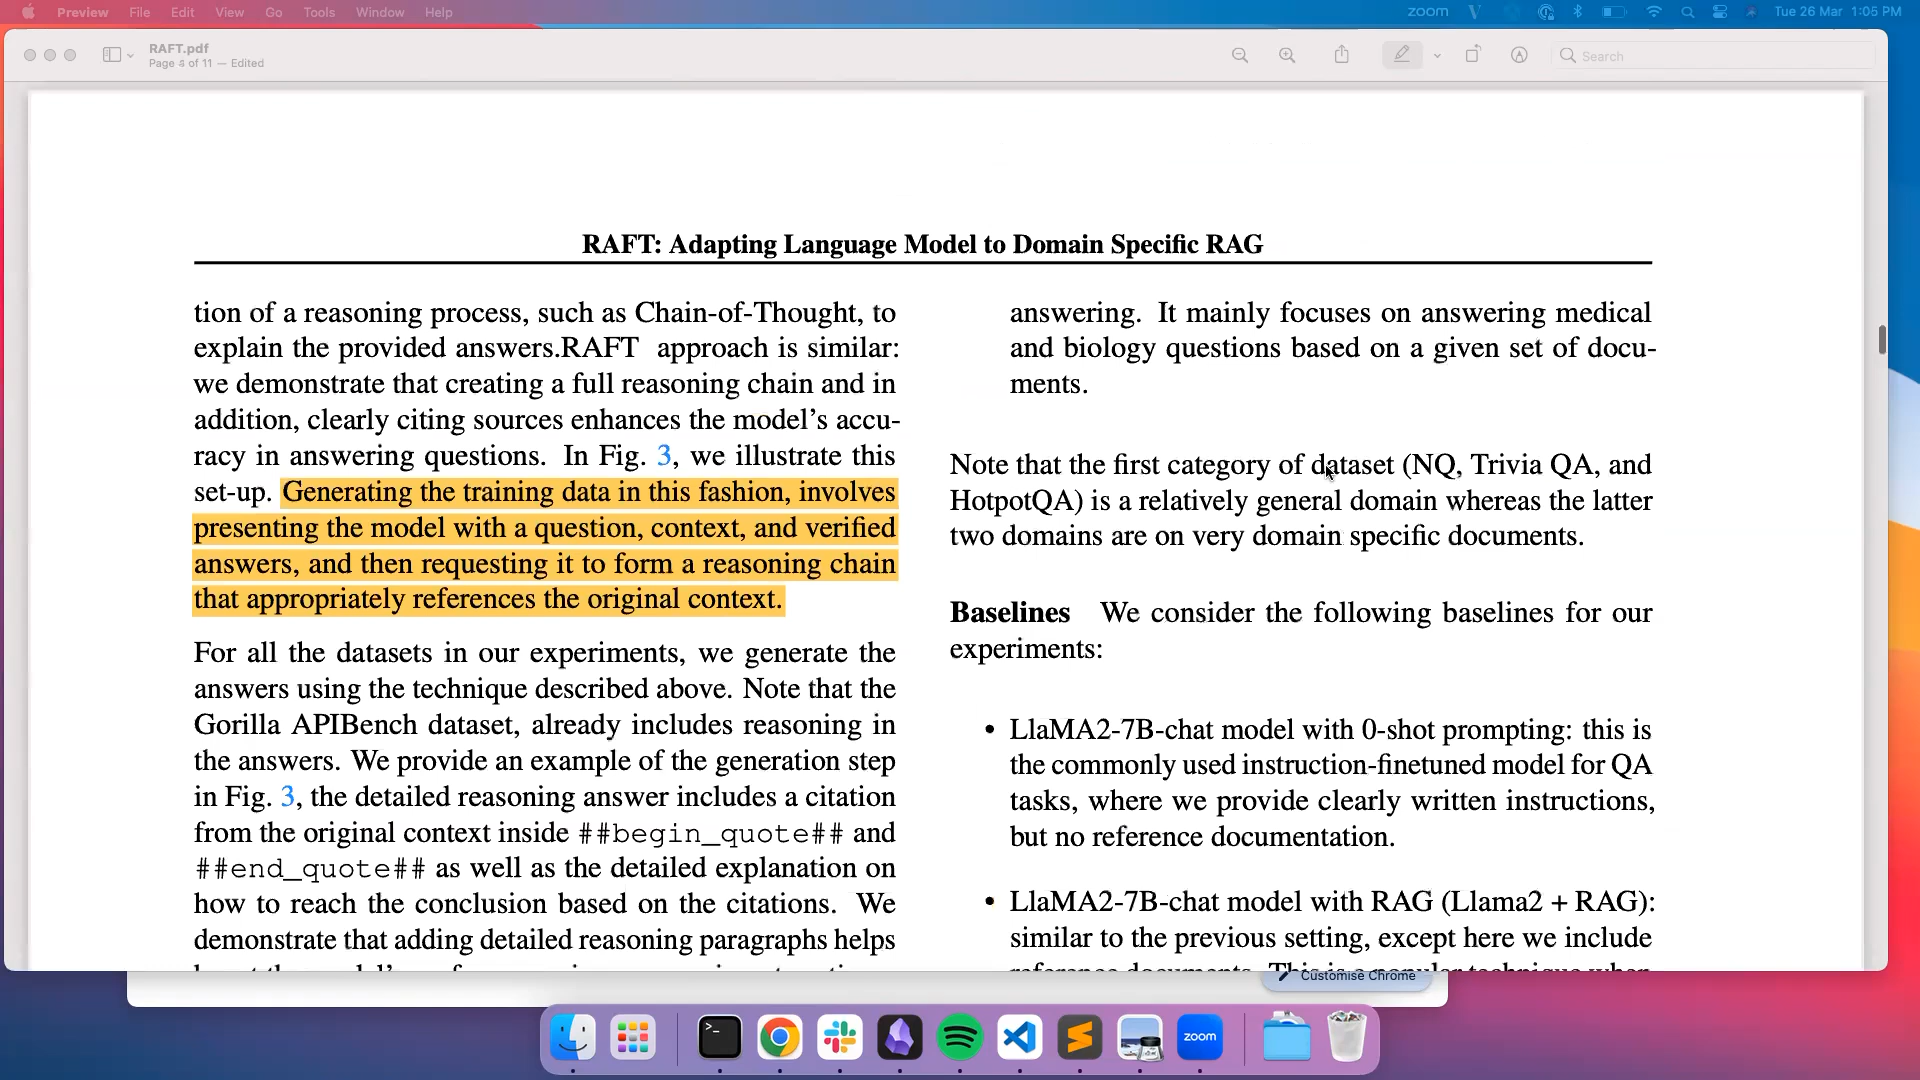 Preview File Edit View Go Tools Window Help
zoom
Tue 26 Mar 1:05 PM
RAFT.pdf
Page 4 of 11 — Edited
Search
RAFT: Adapting Language Model to Domain Specific RAG
tion of a reasoning process, such as Chain-of-Thought, to
explain the provided answers.RAFT approach is similar:
we demonstrate that creating a full reasoning chain and in
addition, clearly citing sources enhances the model's accu-
racy in answering questions. In Fig. 3, we illustrate this
set-up. Generating the training data in this fashion, involves
presenting the model with a question, context, and verified
answers, and then requesting it to form a reasoning chain
that appropriately references the original context.
For all the datasets in our experiments, we generate the
answers using the technique described above. Note that the
Gorilla APIBench dataset, already includes reasoning in
the answers. We provide an example of the generation step
in Fig. 3, the detailed reasoning answer includes a citation
from the original context inside ##begin_quote## and
##end_quote## as well as the detailed explanation on
how to reach the conclusion based on the citations. We
demonstrate that adding detailed reasoning paragraphs helps
answering. It mainly focuses on answering medical
and biology questions based on a given set of docu-
ments.
Note that the first category of dataset (NQ, Trivia QA, and
HotpotQA) is a relatively general domain whereas the latter
two domains are on very domain specific documents.
Baselines We consider the following baselines for our
experiments:
• LlaMA2-7B-chat model with 0-shot prompting: this is
the commonly used instruction-finetuned model for QA
tasks, where we provide clearly written instructions,
but no reference documentation.
• LlaMA2-7B-chat model with RAG (Llama2 + RAG):
similar to the previous setting, except here we include
reference documents. This is a popular technique when
Customise Chrome
zoom